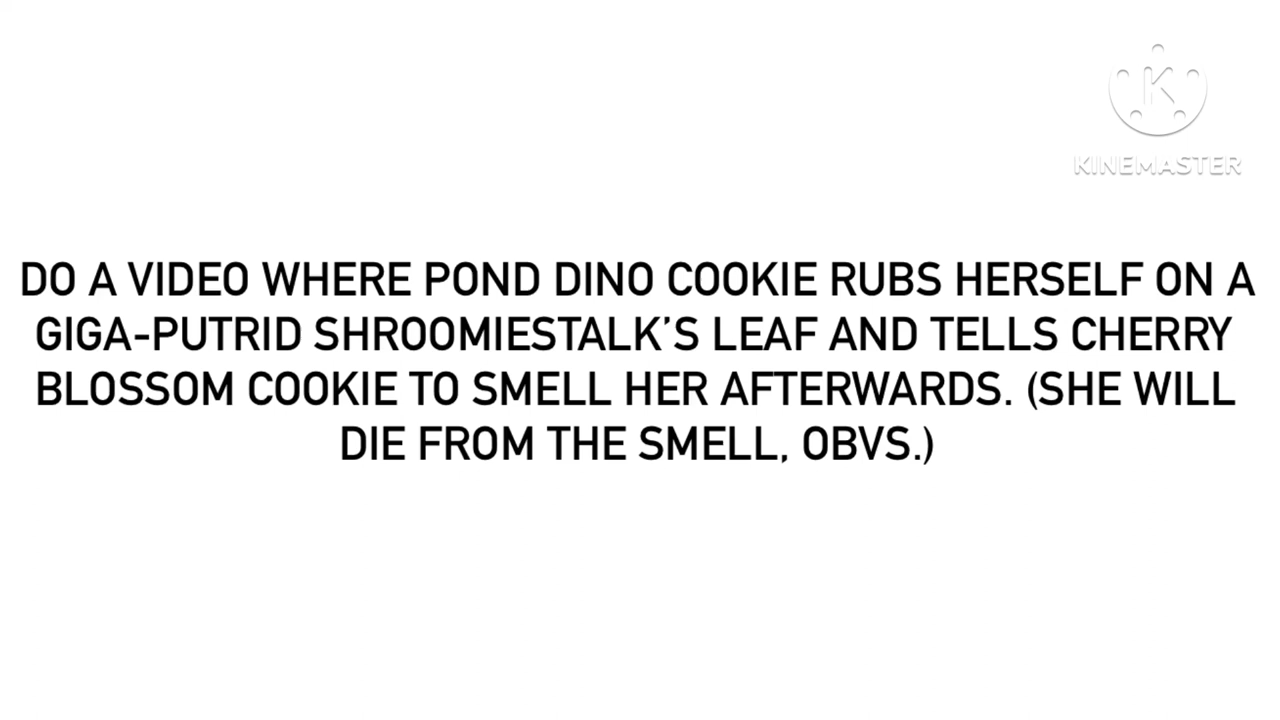 KINEMASTER
DO A VIDEO WHERE POND DINO COOKIE RUBS HERSELF ON A
GIGA-PUTRID SHROOMIESTALK’S LEAF AND TELLS CHERRY
BLOSSOM COOKIE TO SMELL HER AFTERWARDS. (SHE WILL
DIE FROM THE SMELL, OBVS.)